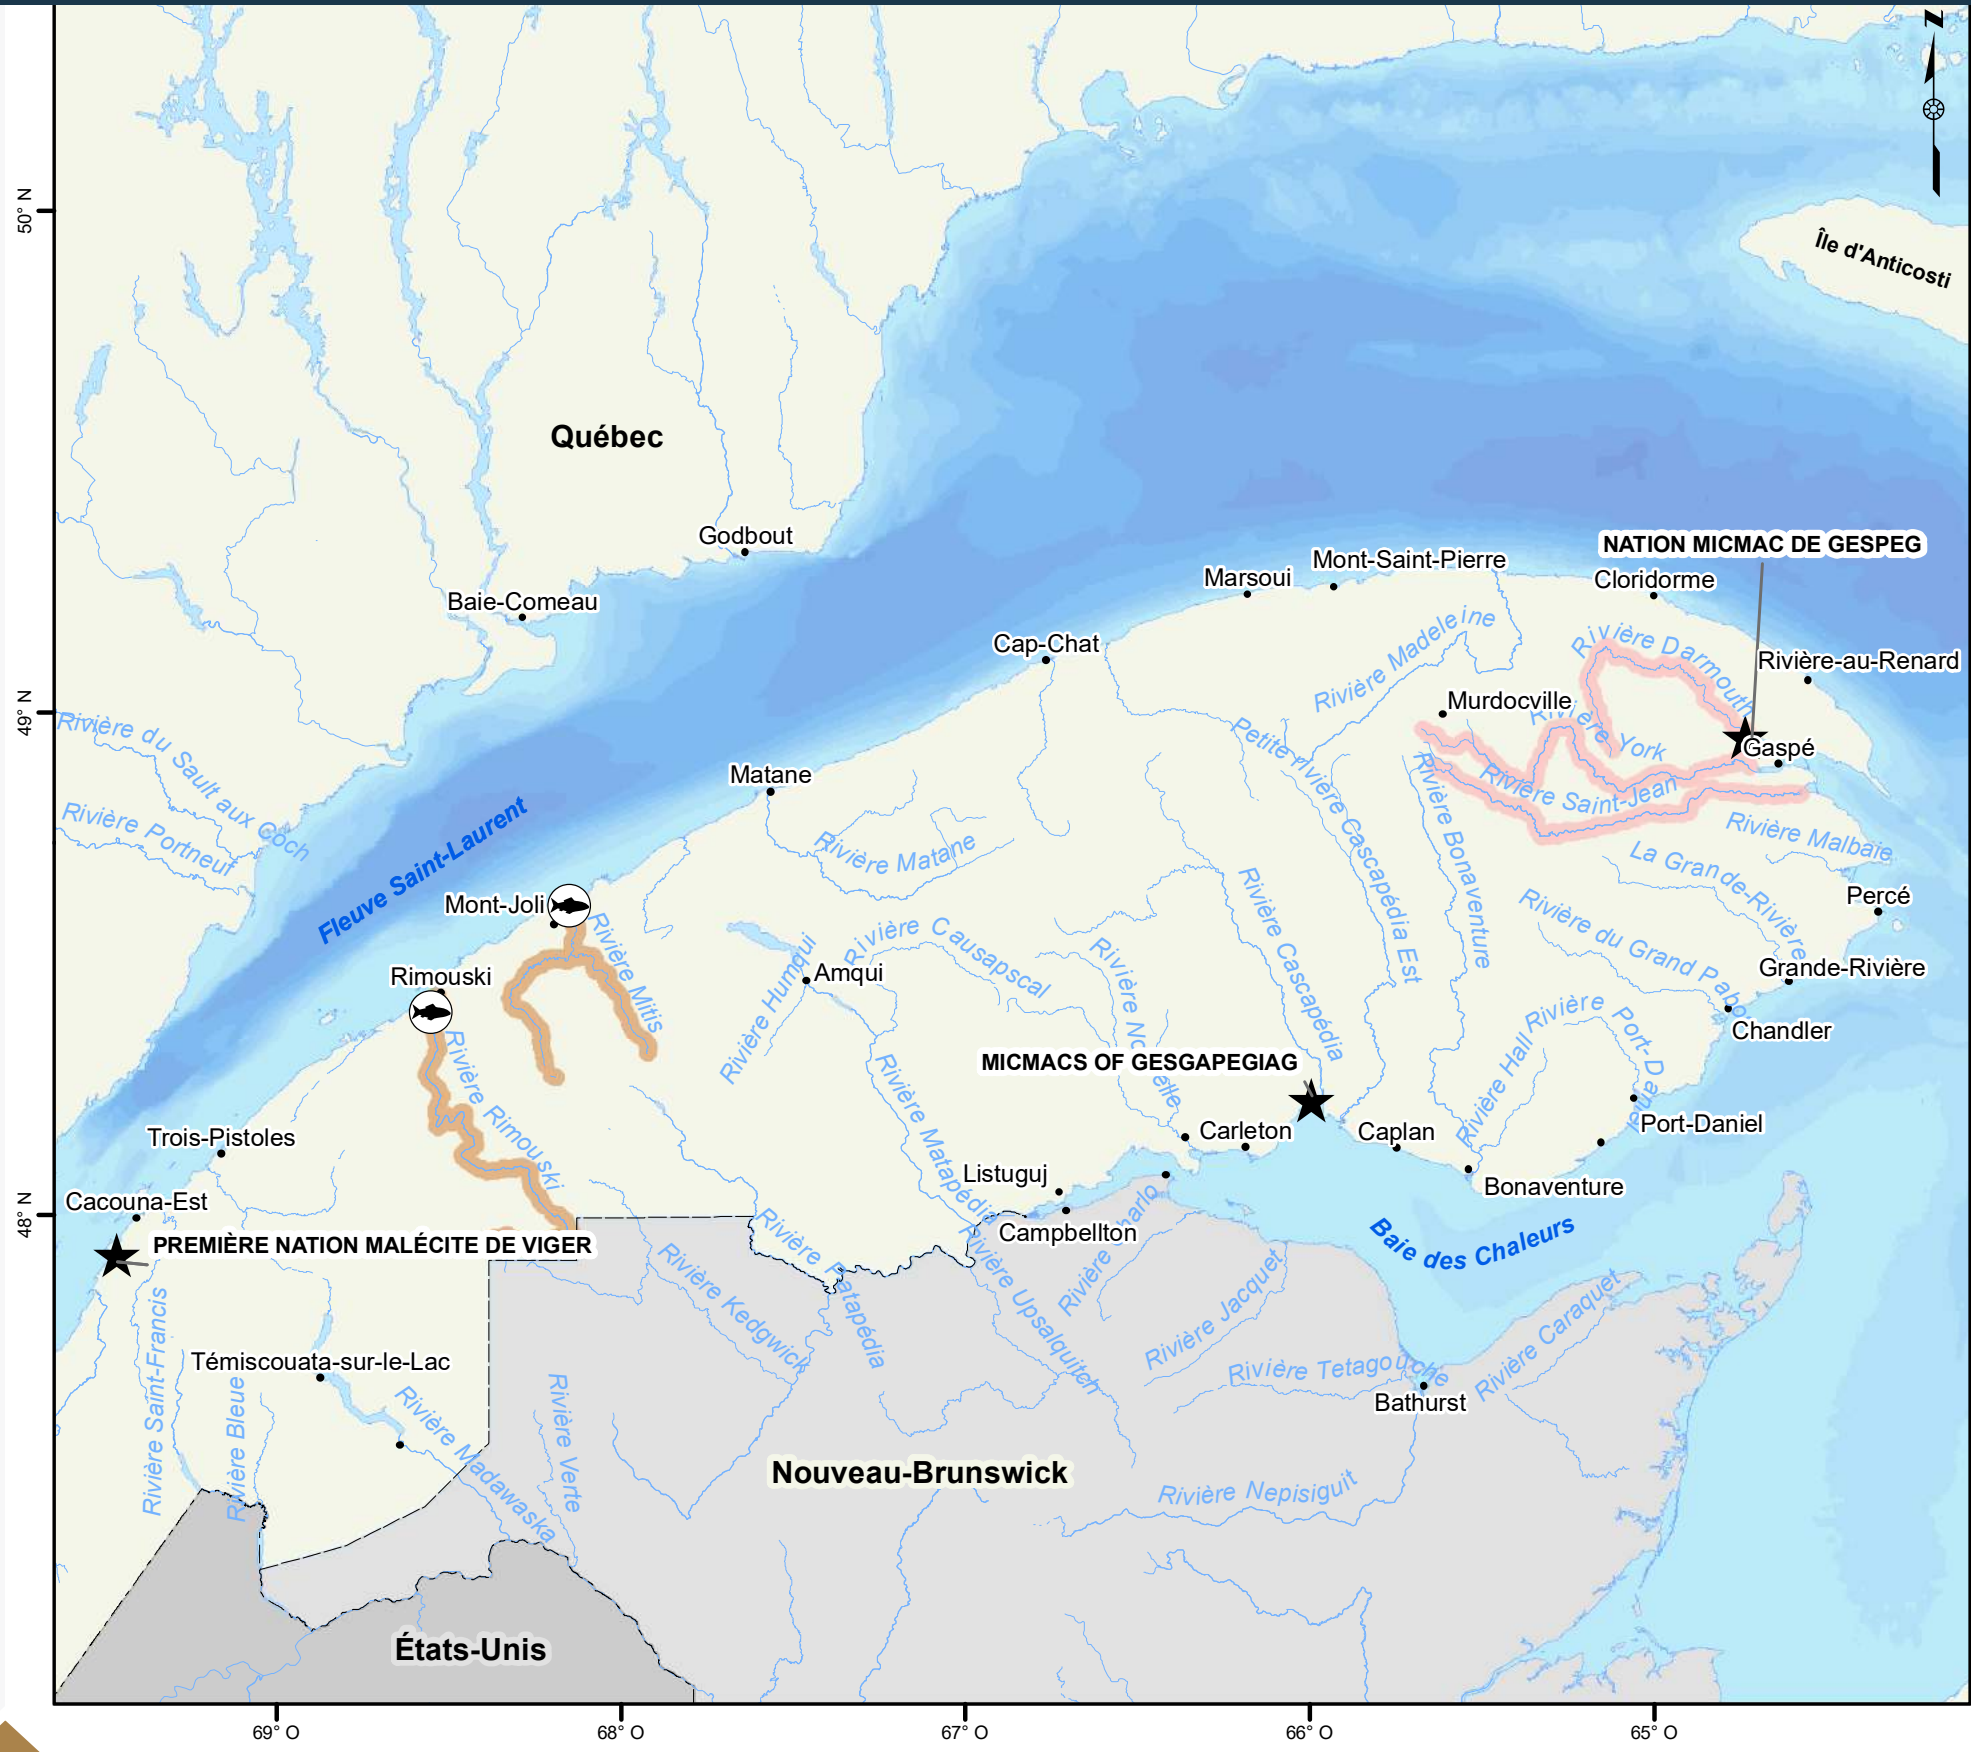 N
50° N
Île d'Anticosti
Québec
Godbout
NATION MICMAC DE GESPEG
Mont-Saint-Pierre
Marsoui
Cloridorme
Baie-Comeau
Rivière Madeleine
Rivière Darmouth
Cap-Chat
Rivière-au-Renard
49° N
Murdocville
Rivière York
Rivière du Sault aux Coch
Petite rivière Cascapédia Est
Gaspé
Matane
Rivière Saint-Jean
Rivière Bonaventure
Rivière Portneuf
Fleuve Saint-Laurent
Rivière Matane
Rivière Malbaie
La Grande-Rivière
Mont-Joli
Percé
Rivière Mitis
Rivière Causapscal
Rivière Cascapédia
Rivière du Grand Pabo
Rimouski
Rivière Humqui
Amqui
Grande-Rivière
Rivière No elle
Rivière Hall
Rivière Port-Daniel
Chandler
Rivière Rimouski
MICMACS OF GESGAPEGIAG
Rivière Matapédia
Trois-Pistoles
Carleton
Caplan
Port-Daniel
Listuguj
Bonaventure
48° N
Cacouna-Est
Campbellton
Rivière harlo
Baie des Chaleurs
PREMIÈRE NATION MALÉCITE DE VIGER
Rivière Kedgwick
Rivière Patapédia
Rivière Upsalquitch
Rivière Jacquet
Rivière Caraquet
Rivière Saint-Francis
Témiscouata-sur-le-Lac
Rivière Bleue
Rivière Madawaska
Rivière Verte
Rivière Tetagouche
Bathurst
Nouveau-Brunswick
Rivière Nepisiguit
États-Unis
69° O
68° O
67° O
66° O
65° O